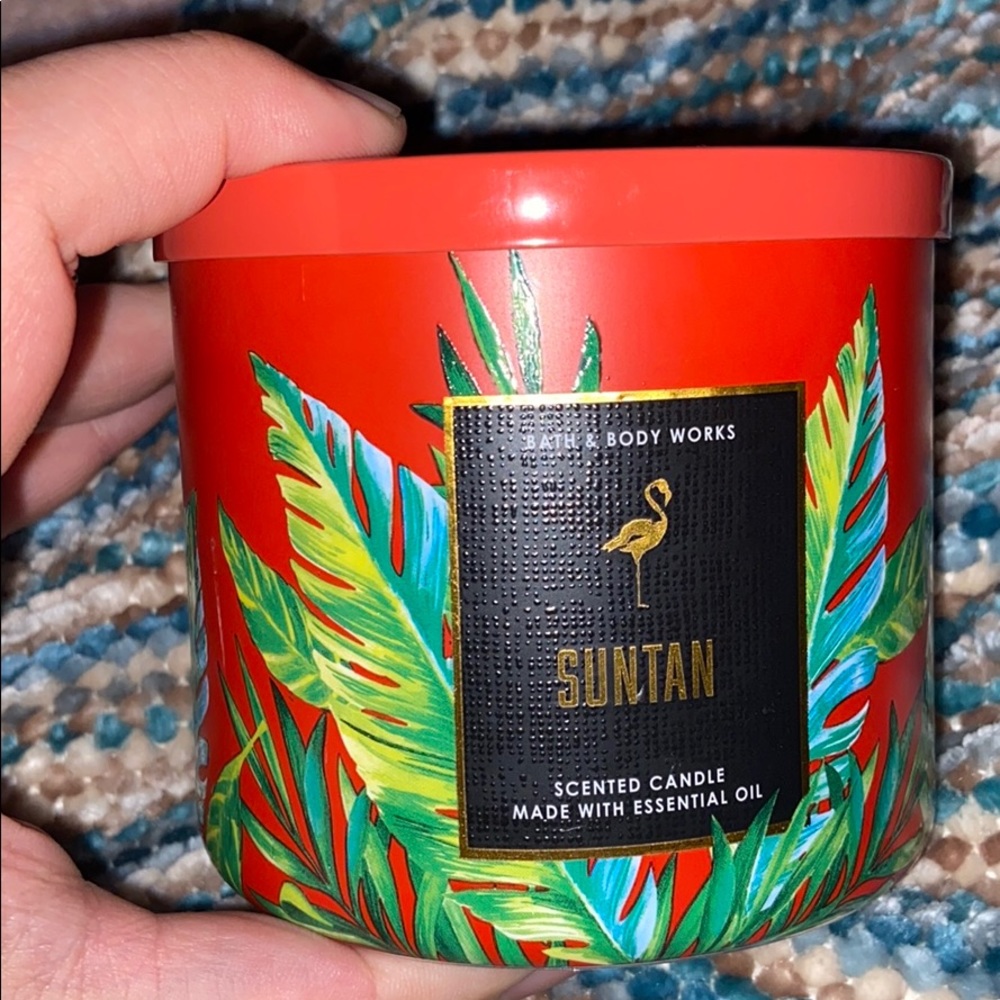 BATH & BODY WORKS
SUNTAN
SCENTED CANDLE
MADE WITH ESSENTIAL OIL